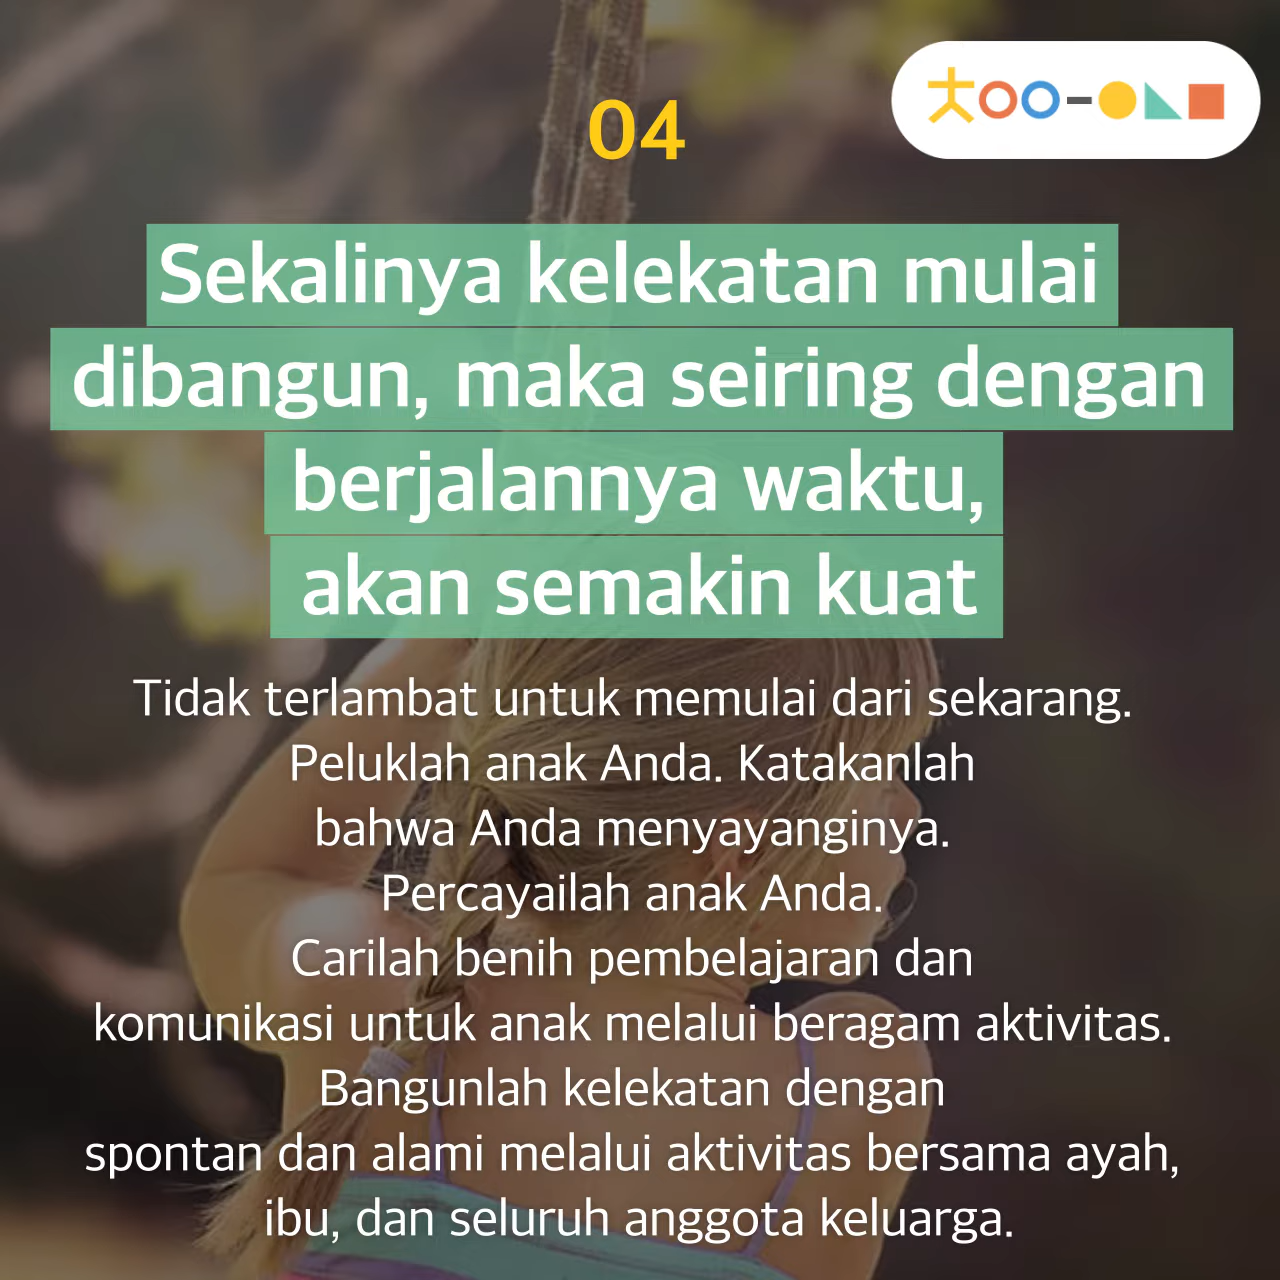 04
Sekalinya kelekatan mulai
dibangun, maka seiring dengan
berjalannya waktu,
akan semakin kuat
Tidak terlambat untuk memulai dari sekarang.
Peluklah anak Anda. Katakanlah
bahwa Anda menyayanginya.
Percayailah anak Anda.
Carilah benih pembelajaran dan
komunikasi untuk anak melalui beragam aktivitas.
Bangunlah kelekatan dengan
spontan dan alami melalui aktivitas bersama ayah,
ibu, dan seluruh anggota keluarga.